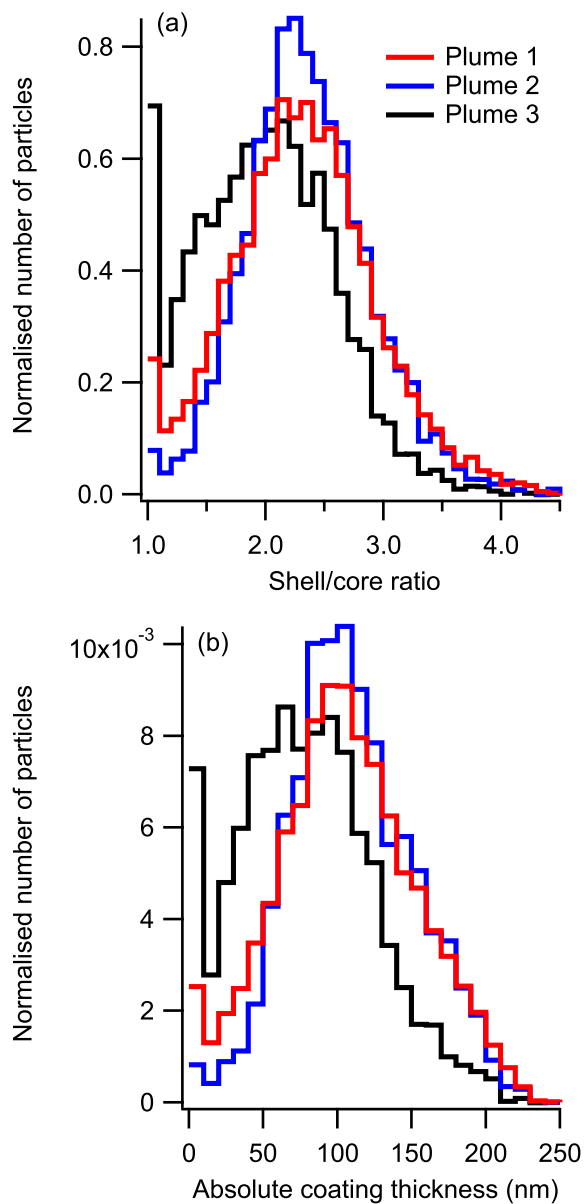 (a)
Plume 1
Plume 2
Plume 3
Normalised number of particles
0.8
0.6
0.4
0.2
0.0
1.0 2.0 3.0 4.0
Shell/core ratio
(b)
Normalised number of particles
10x10⁻³
8
6
4
2
0
0 50 100 150 200 250
Absolute coating thickness (nm)